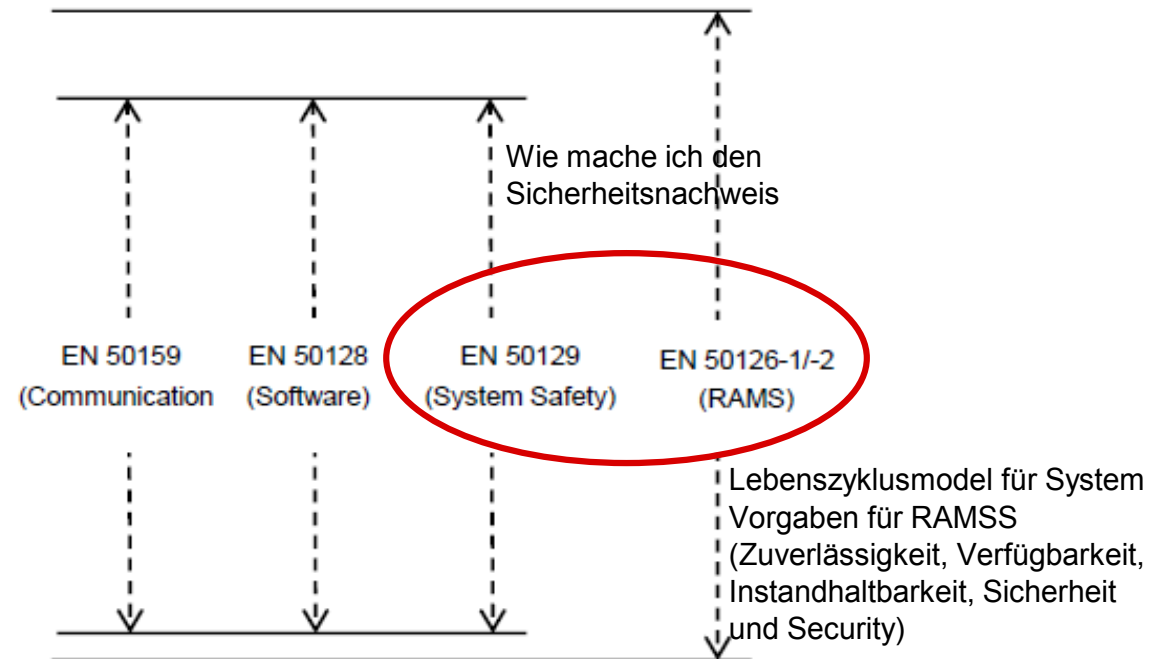 Wie mache ich den
Sicherheitsnachweis
EN 50159
(Communication
EN 50128
(Software)
EN 50129
(System Safety)
EN 50126-1/-2
(RAMS)
Lebenszyklusmodel für System
Vorgaben für RAMSS
(Zuverlässigkeit, Verfügbarkeit,
Instandhaltbarkeit, Sicherheit
und Security)